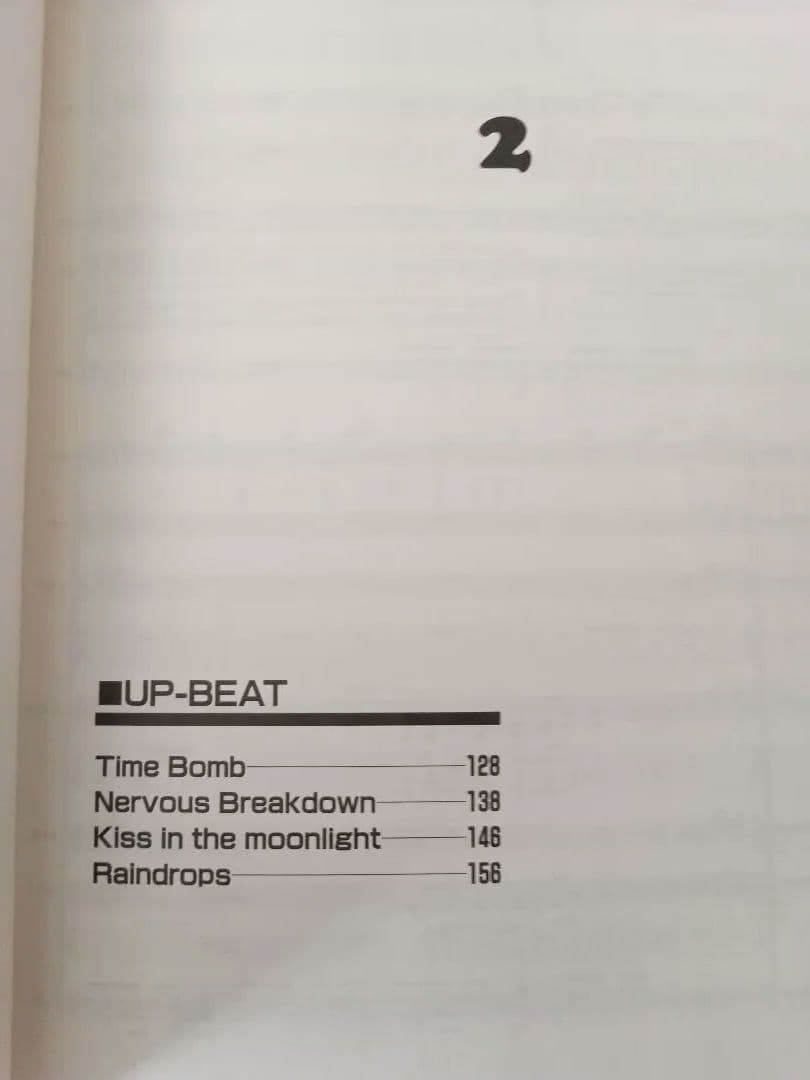 2
■UP-BEAT
Time Bomb 128
Nervous Breakdown 138
Kiss in the moonlight 146
Raindrops 156